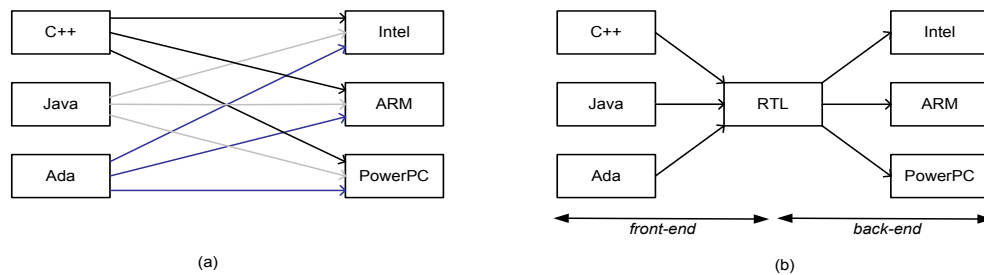 C++
Intel
Java
ARM
Ada
PowerPC
(a)
C++
Intel
Java
RTL
ARM
Ada
PowerPC
front-end
back-end
(b)